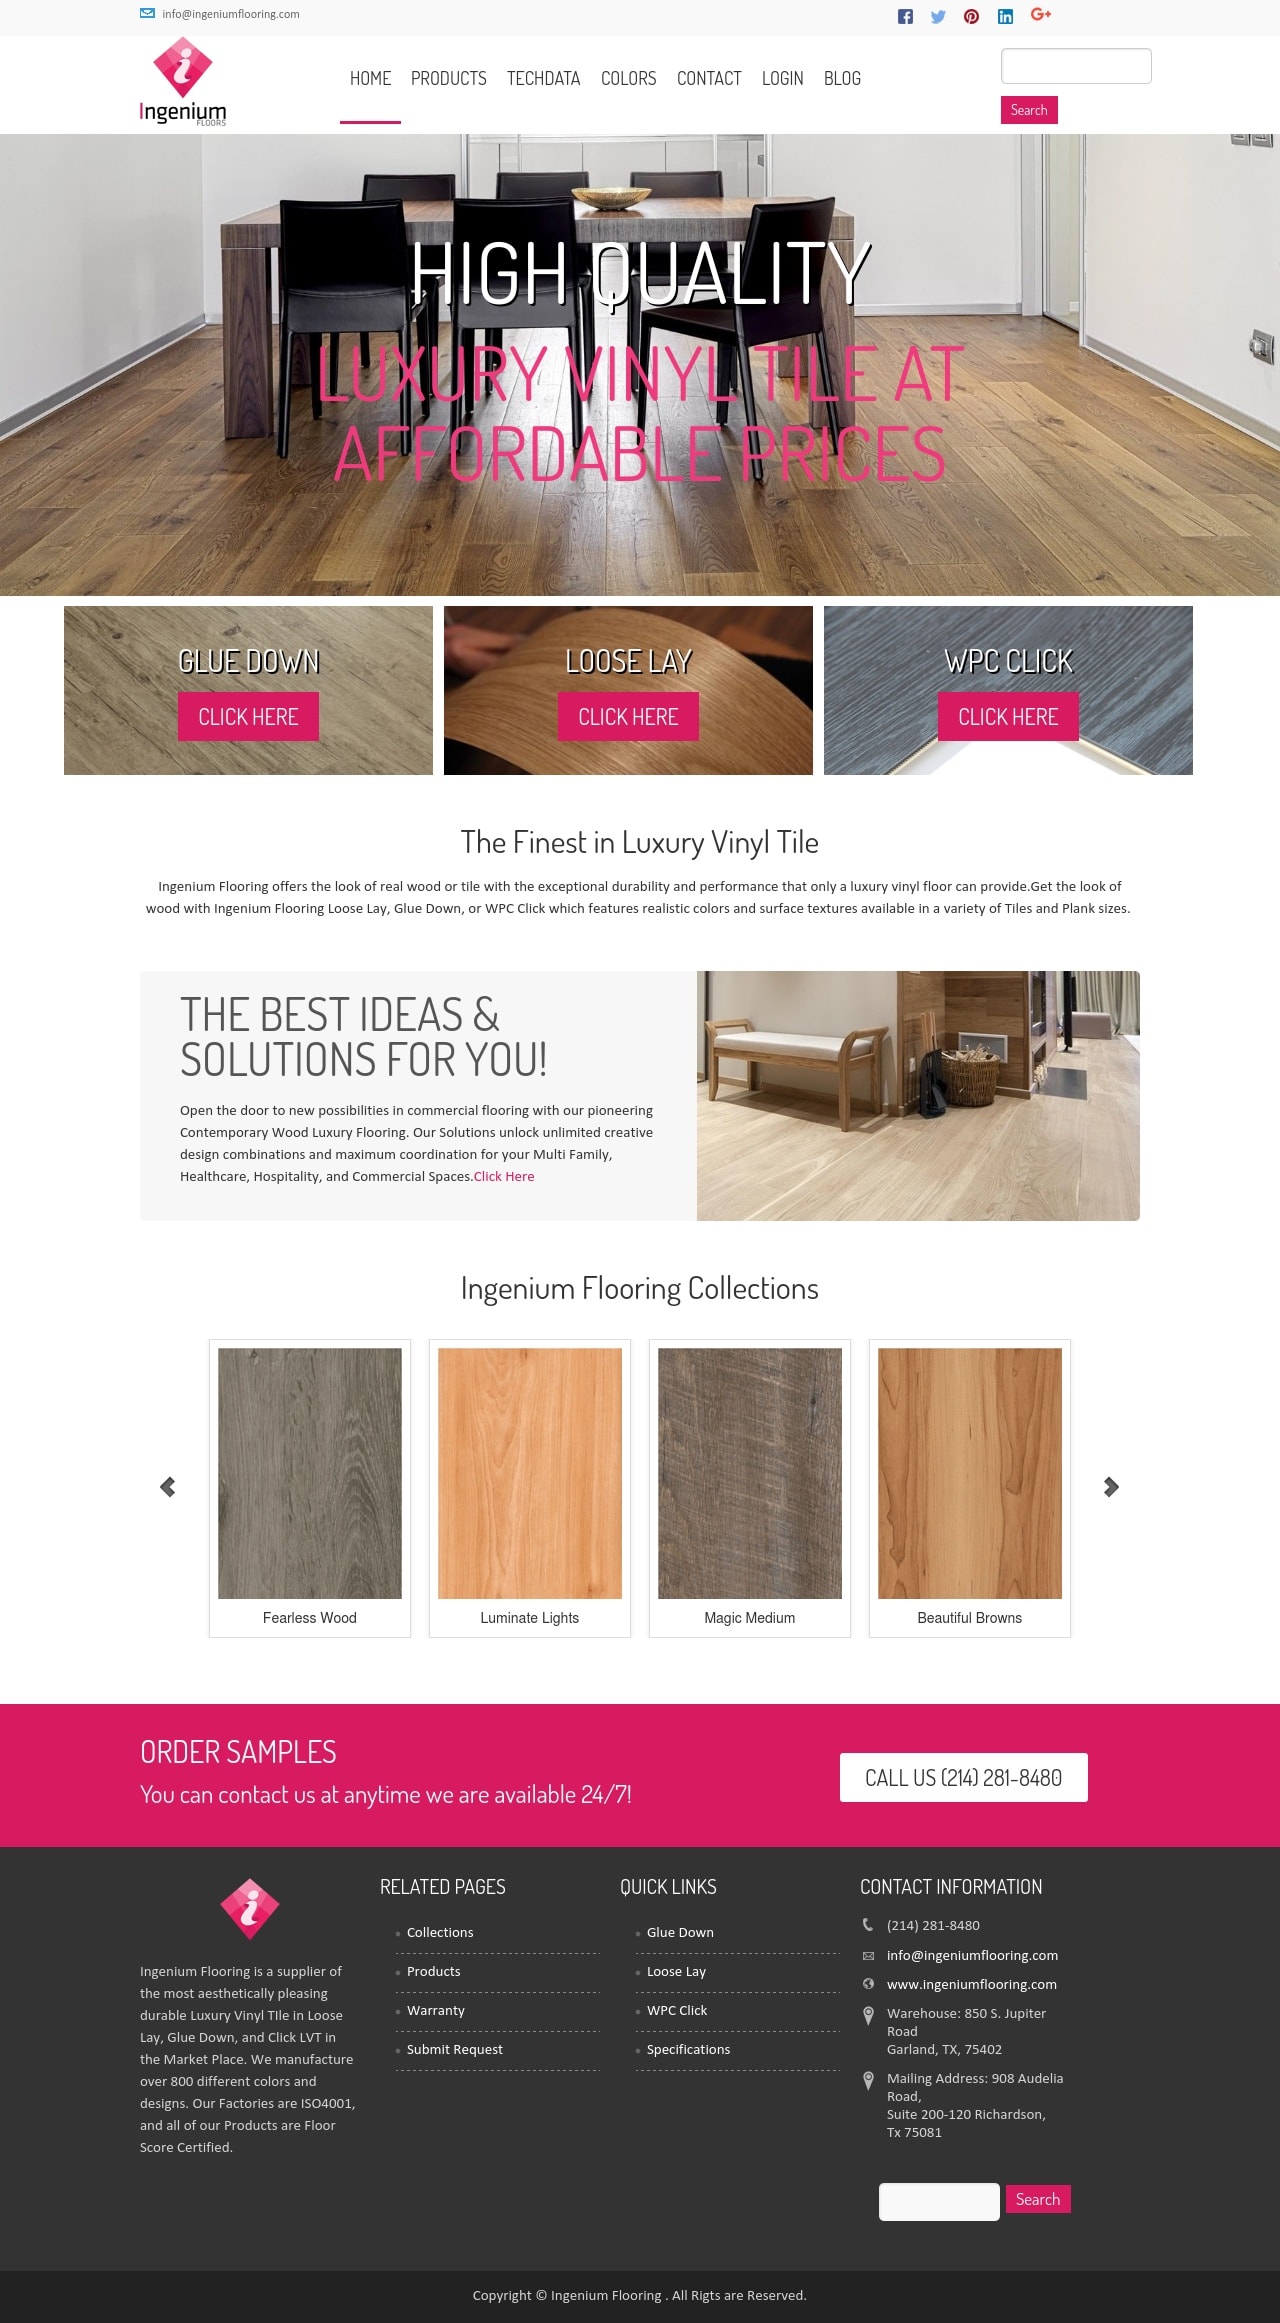 info@ingeniumflooring.com
Ingenium
FLOORS
HOME PRODUCTS TECHDATA COLORS CONTACT LOGIN BLOG
Search
HIGH QUALITY
LUXURY VINYL TILE AT
AFFORDABLE PRICES
GLUE DOWN
CLICK HERE
LOOSE LAY
CLICK HERE
WPC CLICK
CLICK HERE
The Finest in Luxury Vinyl Tile
Ingenium Flooring offers the look of real wood or tile with the exceptional durability and performance that only a luxury vinyl floor can provide.Get the look of
wood with Ingenium Flooring Loose Lay, Glue Down, or WPC Click which features realistic colors and surface textures available in a variety of Tiles and Plank sizes.
THE BEST IDEAS &
SOLUTIONS FOR YOU!
Open the door to new possibilities in commercial flooring with our pioneering
Contemporary Wood Luxury Flooring. Our Solutions unlock unlimited creative
design combinations and maximum coordination for your Multi Family,
Healthcare, Hospitality, and Commercial Spaces.Click Here
Ingenium Flooring Collections
Fearless Wood
Luminate Lights
Magic Medium
Beautiful Browns
ORDER SAMPLES
You can contact us at anytime we are available 24/7!
CALL US (214) 281-8480
Ingenium Flooring is a supplier of
the most aesthetically pleasing
durable Luxury Vinyl TIle in Loose
Lay, Glue Down, and Click LVT in
the Market Place. We manufacture
over 800 different colors and
designs. Our Factories are ISO4001,
and all of our Products are Floor
Score Certified.
RELATED PAGES
Collections
Products
Warranty
Submit Request
QUICK LINKS
Glue Down
Loose Lay
WPC Click
Specifications
CONTACT INFORMATION
(214) 281-8480
info@ingeniumflooring.com
www.ingeniumflooring.com
Warehouse: 850 S. Jupiter
Road
Garland, TX, 75402
Mailing Address: 908 Audelia
Road,
Suite 200-120 Richardson,
Tx 75081
Search
Copyright © Ingenium Flooring . All Rigts are Reserved.